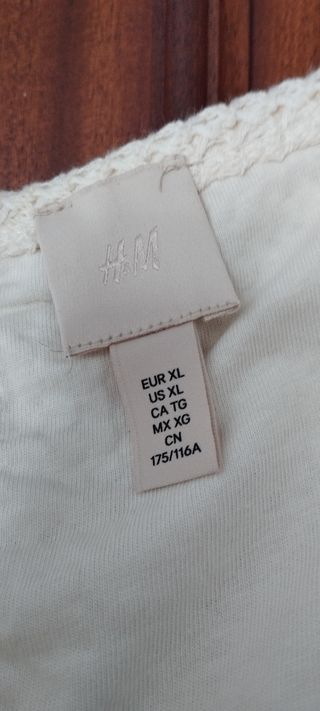 H&M
EUR XL
US XL
CA TG
MX XG
CN
175/116A